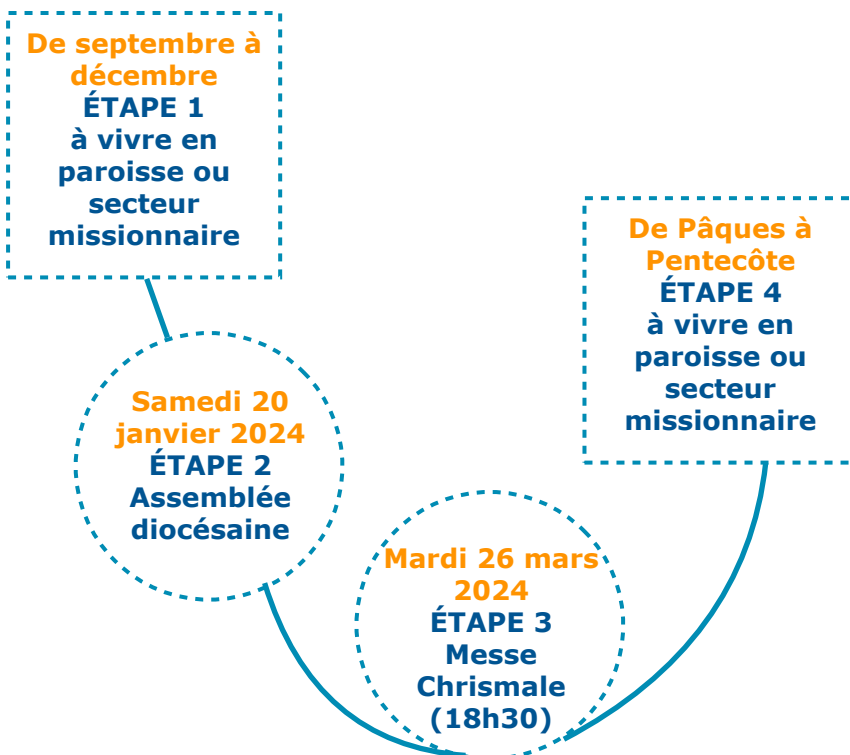 De septembre à
décembre
ÉTAPE 1
à vivre en
paroisse ou
secteur
missionnaire
Samedi 20
janvier 2024
ÉTAPE 2
Assemblée
diocésaine
Mardi 26 mars
2024
ÉTAPE 3
Messe
Chrismale
(18h30)
De Pâques à
Pentecôte
ÉTAPE 4
à vivre en
paroisse ou
secteur
missionnaire